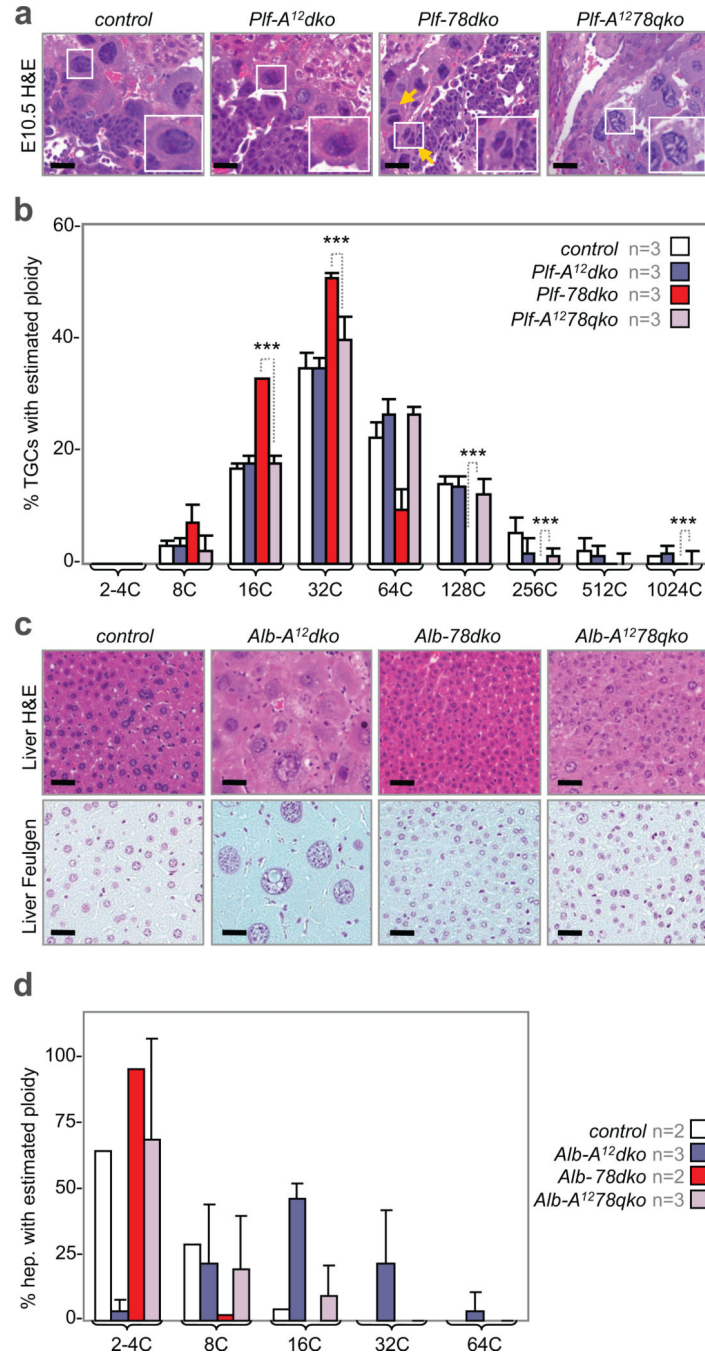 a
control Plf-A¹²dko Plf-78dko Plf-A¹²78qko
E10.5 H&E
b
60
40
20
0
% TGCs with estimated ploidy
*** *** *** *** ***
control n=3
Plf-A¹²dko n=3
Plf-78dko n=3
Plf-A¹²78qko n=3
2-4C 8C 16C 32C 64C 128C 256C 512C 1024C
c
control Alb-A¹²dko Alb-78dko Alb-A¹²78qko
Liver H&E
Liver Feulgen
d
100
75
50
25
0
% hep. with estimated ploidy
control n=2
Alb-A¹²dko n=3
Alb-78dko n=2
Alb-A¹²78qko n=3
2-4C 8C 16C 32C 64C